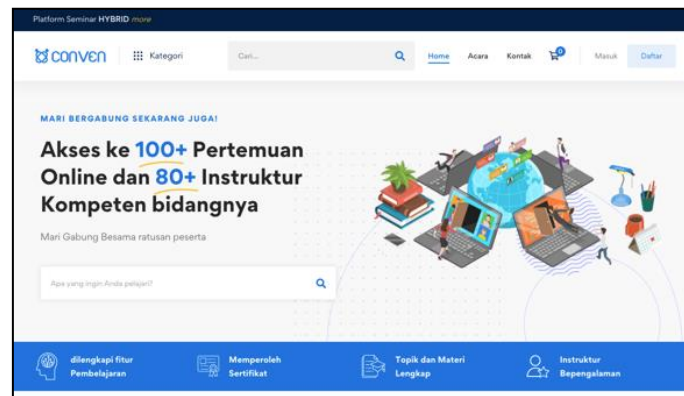 Platform Seminar HYBRID more
CONVEN
Kategori
Cari...
Home
Acara
Kontak
0
Masuk
Daftar
MARI BERGABUNG SEKARANG JUGA!
Akses ke 100+ Pertemuan
Online dan 80+ Instruktur
Kompeten bidangnya
Mari Gabung Besama ratusan peserta
Apa yang ingin Anda pelajari?
dilengkapi fitur
Pembelajaran
Memperoleh
Sertifikat
Topik dan Materi
Lengkap
Instruktur
Bepengalaman